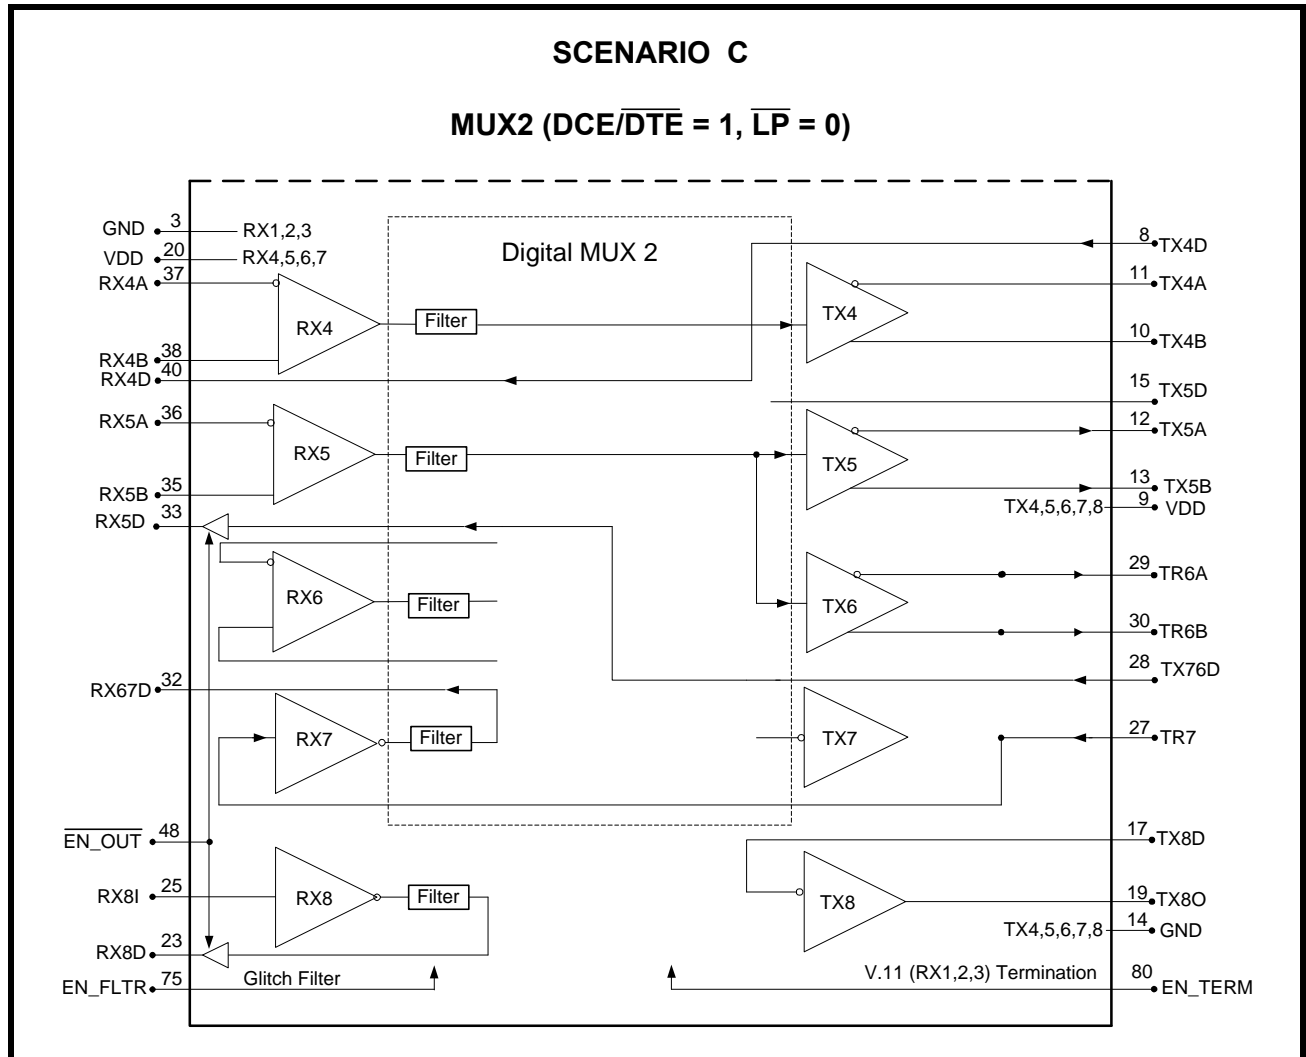 SCENARIO C
MUX2 (DCE/DTE = 1, LP = 0)
GND 3 RX1,2,3
VDD 20 RX4,5,6,7
RX4A 37
RX4
Filter
RX4B 38
RX4D 40
RX5A 36
RX5
Filter
RX5B 35
RX5D 33
RX6
Filter
RX67D 32
RX7
Filter
EN_OUT 48
RX8I 25
RX8
Filter
RX8D 23
EN_FLTR 75
Glitch Filter
Digital MUX 2
8 TX4D
11 TX4A
TX4
10 TX4B
15 TX5D
12 TX5A
TX5
13 TX5B
TX4,5,6,7,8 9 VDD
29 TR6A
TX6
30 TR6B
28 TX76D
27 TR7
TX7
17 TX8D
TX8
19 TX8O
TX4,5,6,7,8 14 GND
V.11 (RX1,2,3) Termination 80 EN_TERM